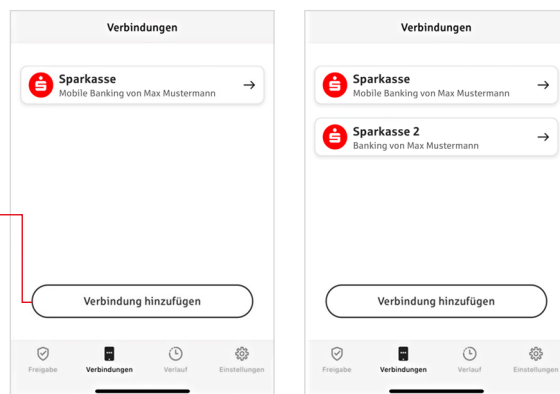 Verbindungen
Sparkasse
Mobile Banking von Max Mustermann
Verbindung hinzufügen
Freigabe Verbindungen Verlauf Einstellungen
Verbindungen
Sparkasse
Mobile Banking von Max Mustermann
Sparkasse 2
Banking von Max Mustermann
Verbindung hinzufügen
Freigabe Verbindungen Verlauf Einstellungen